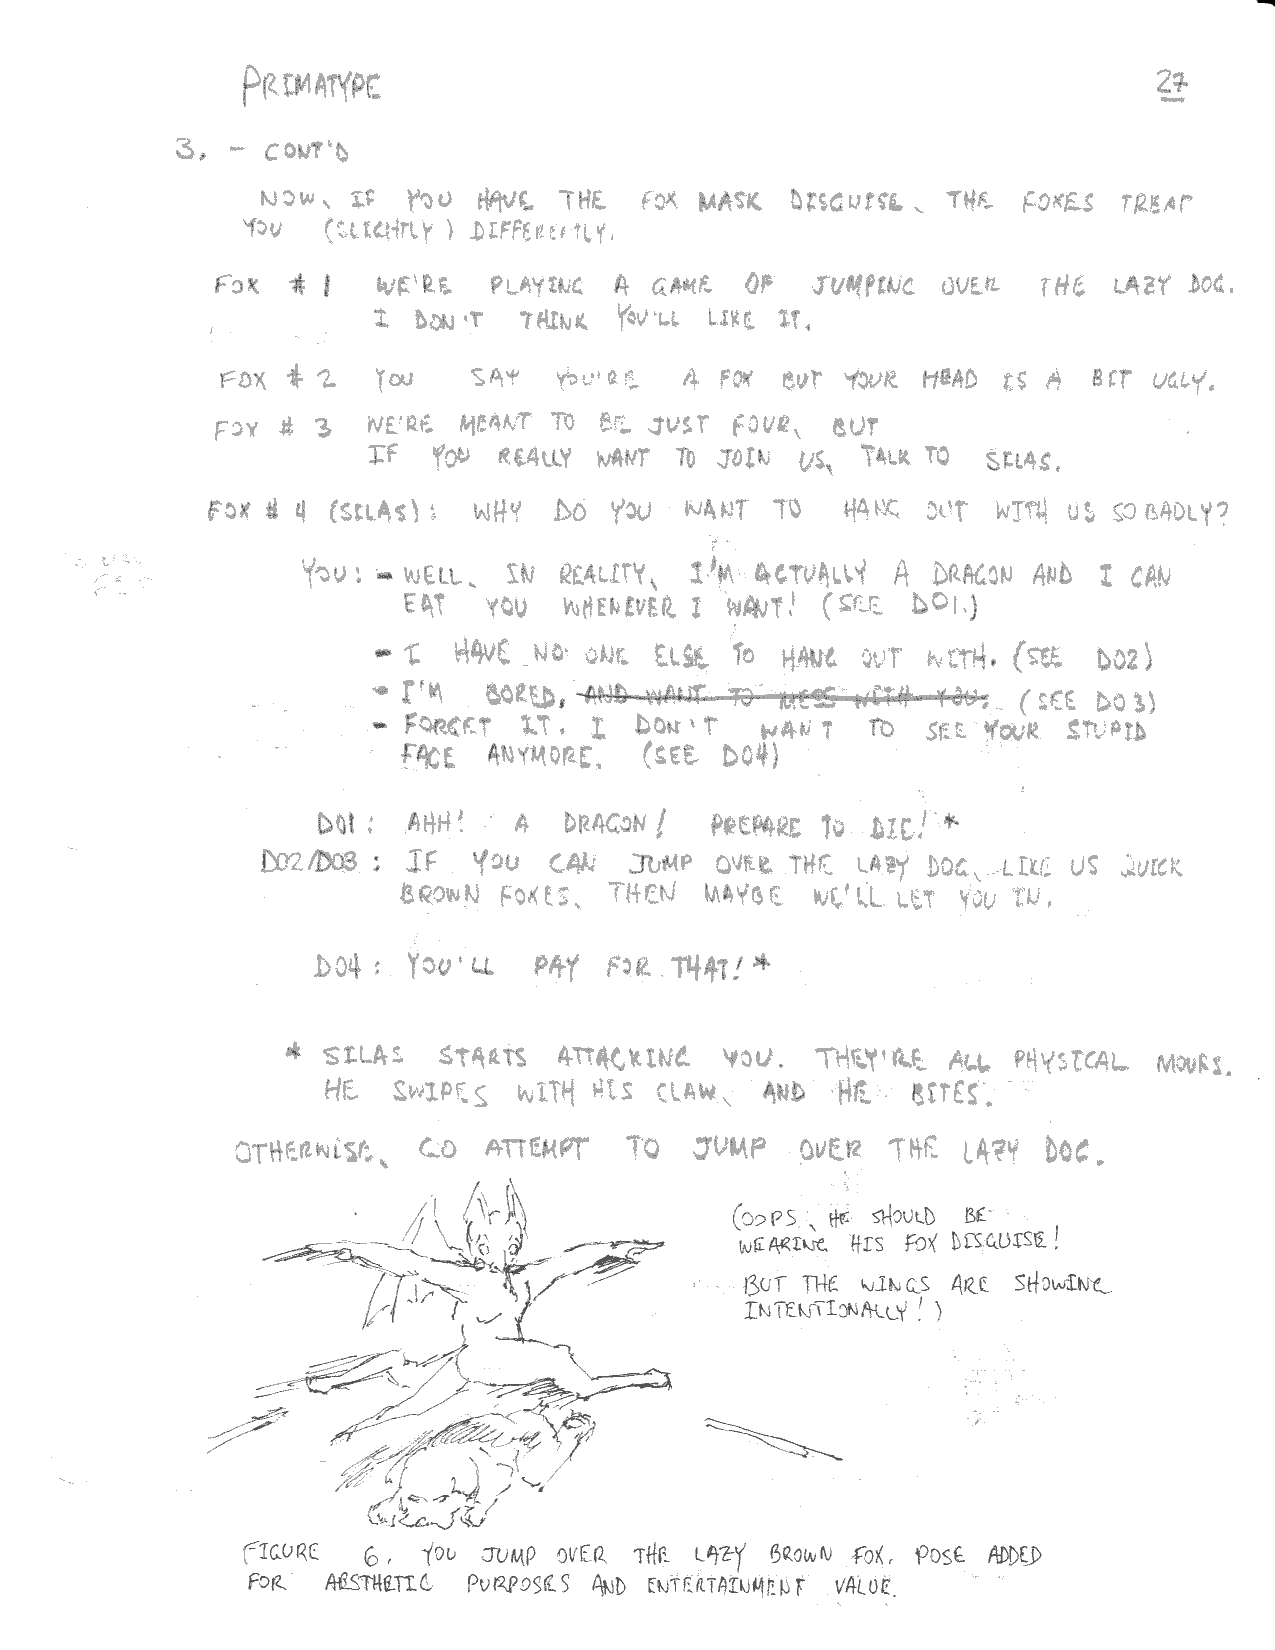 PRIMATYPE
27
3. - CONT'D
NOW, IF YOU HAVE THE FOX MASK DISGUISE, THE FOXES TREAT
YOU (SLIGHTLY) DIFFERENTLY.
FOX #1 WE'RE PLAYING A GAME OF JUMPING OVER THE LAZY DOG.
I DON'T THINK YOU'LL LIKE IT.
FOX #2 YOU SAY YOU'RE A FOX BUT YOUR HEAD IS A BIT UGLY.
FOX #3 WE'RE MEANT TO BE JUST FOUR, BUT
IF YOU REALLY WANT TO JOIN US, TALK TO SILAS.
FOX #4 (SILAS): WHY DO YOU WANT TO HANG OUT WITH US SO BADLY?
YOU: - WELL, IN REALITY, I'M ACTUALLY A DRAGON AND I CAN
EAT YOU WHENEVER I WANT! (SEE D01.)
- I HAVE NO ONE ELSE TO HANG OUT WITH. (SEE D02)
- I'M BORED, AND WANT TO MESS WITH YOU. (SEE D03)
- FORGET IT. I DON'T WANT TO SEE YOUR STUPID
FACE ANYMORE. (SEE D04)
D01: AHH! A DRAGON! PREPARE TO DIE!*
D02/D03: IF YOU CAN JUMP OVER THE LAZY DOG, LIKE US QUICK
BROWN FOXES, THEN MAYBE WE'LL LET YOU IN.
D04: YOU'LL PAY FOR THAT!*
* SILAS STARTS ATTACKING YOU. THEY'RE ALL PHYSICAL MOVES.
HE SWIPES WITH HIS CLAW, AND HE BITES.
OTHERWISE, GO ATTEMPT TO JUMP OVER THE LAZY DOG.
(OOPS, HE SHOULD BE
WEARING HIS FOX DISGUISE!
BUT THE WINGS ARE SHOWING
INTENTIONALLY!)
FIGURE 6. YOU JUMP OVER THE LAZY BROWN FOX. POSE ADDED
FOR AESTHETIC PURPOSES AND ENTERTAINMENT VALUE.